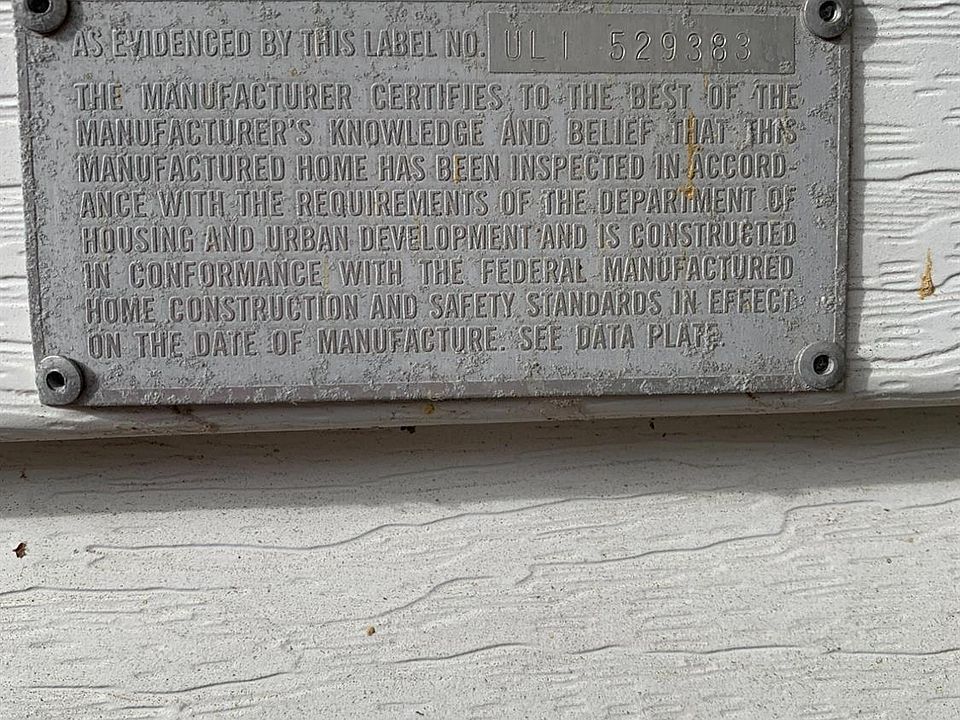 AS EVIDENCED BY THIS LABEL NO. ULI 529383
THE MANUFACTURER CERTIFIES TO THE BEST OF THE
MANUFACTURER'S KNOWLEDGE AND BELIEF THAT THIS
MANUFACTURED HOME HAS BEEN INSPECTED IN ACCORD-
ANCE WITH THE REQUIREMENTS OF THE DEPARTMENT OF
HOUSING AND URBAN DEVELOPMENT AND IS CONSTRUCTED
IN CONFORMANCE WITH THE FEDERAL MANUFACTURED
HOME CONSTRUCTION AND SAFETY STANDARDS IN EFFECT
ON THE DATE OF MANUFACTURE. SEE DATA PLATE.